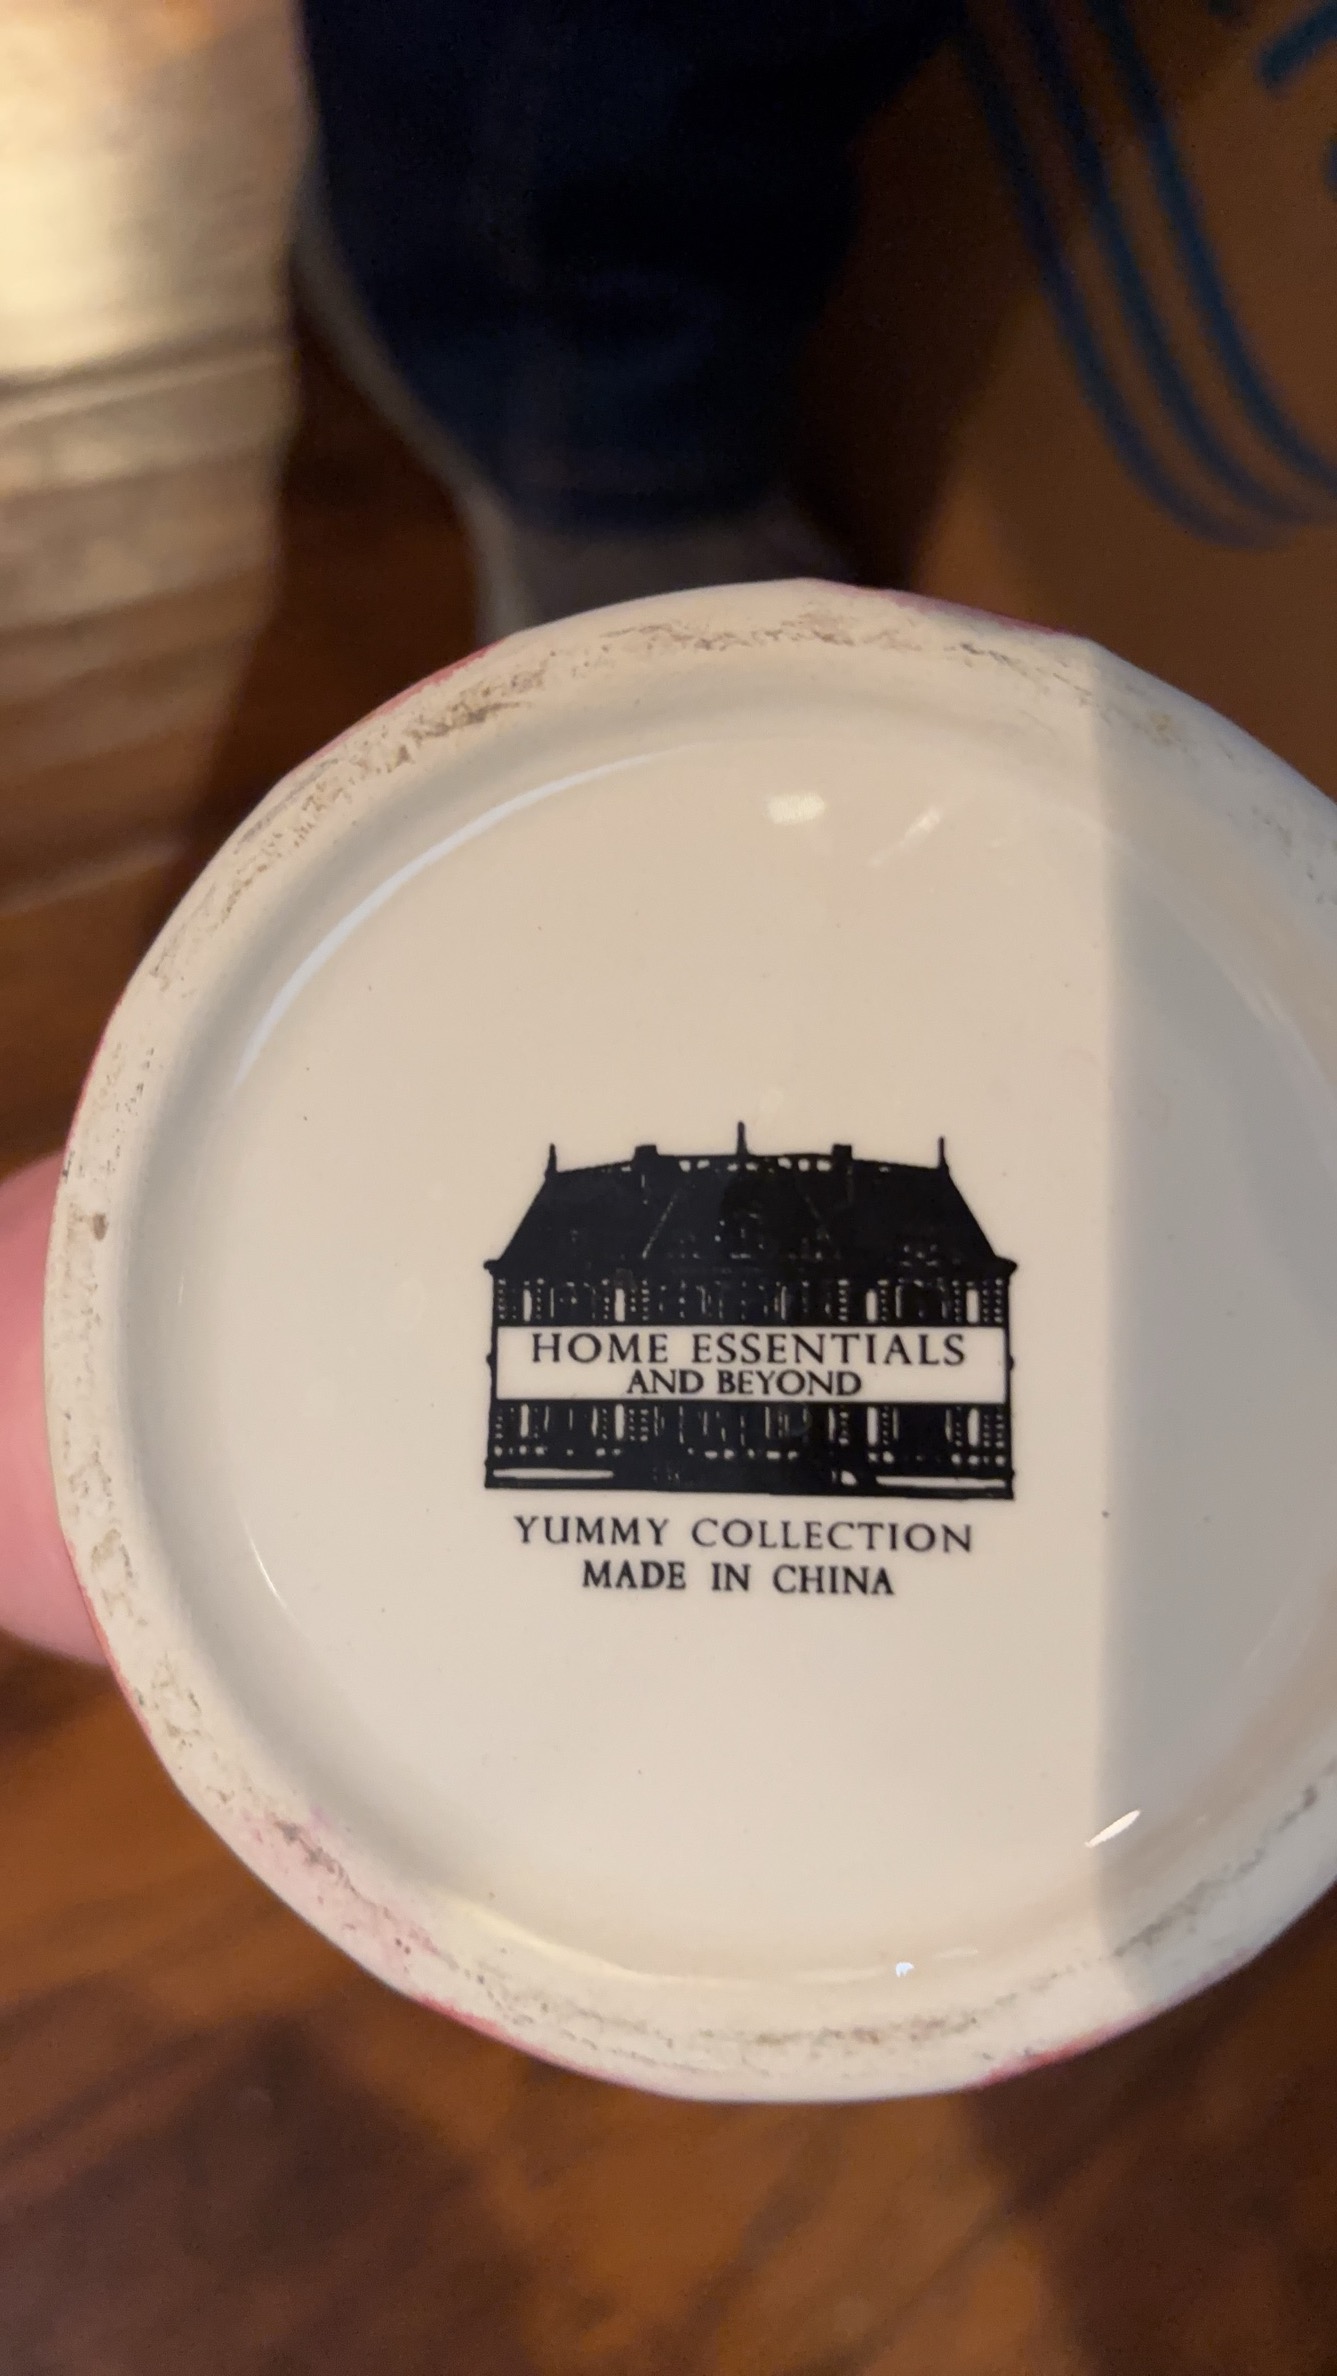 HOME ESSENTIALS
AND BEYOND
YUMMY COLLECTION
MADE IN CHINA